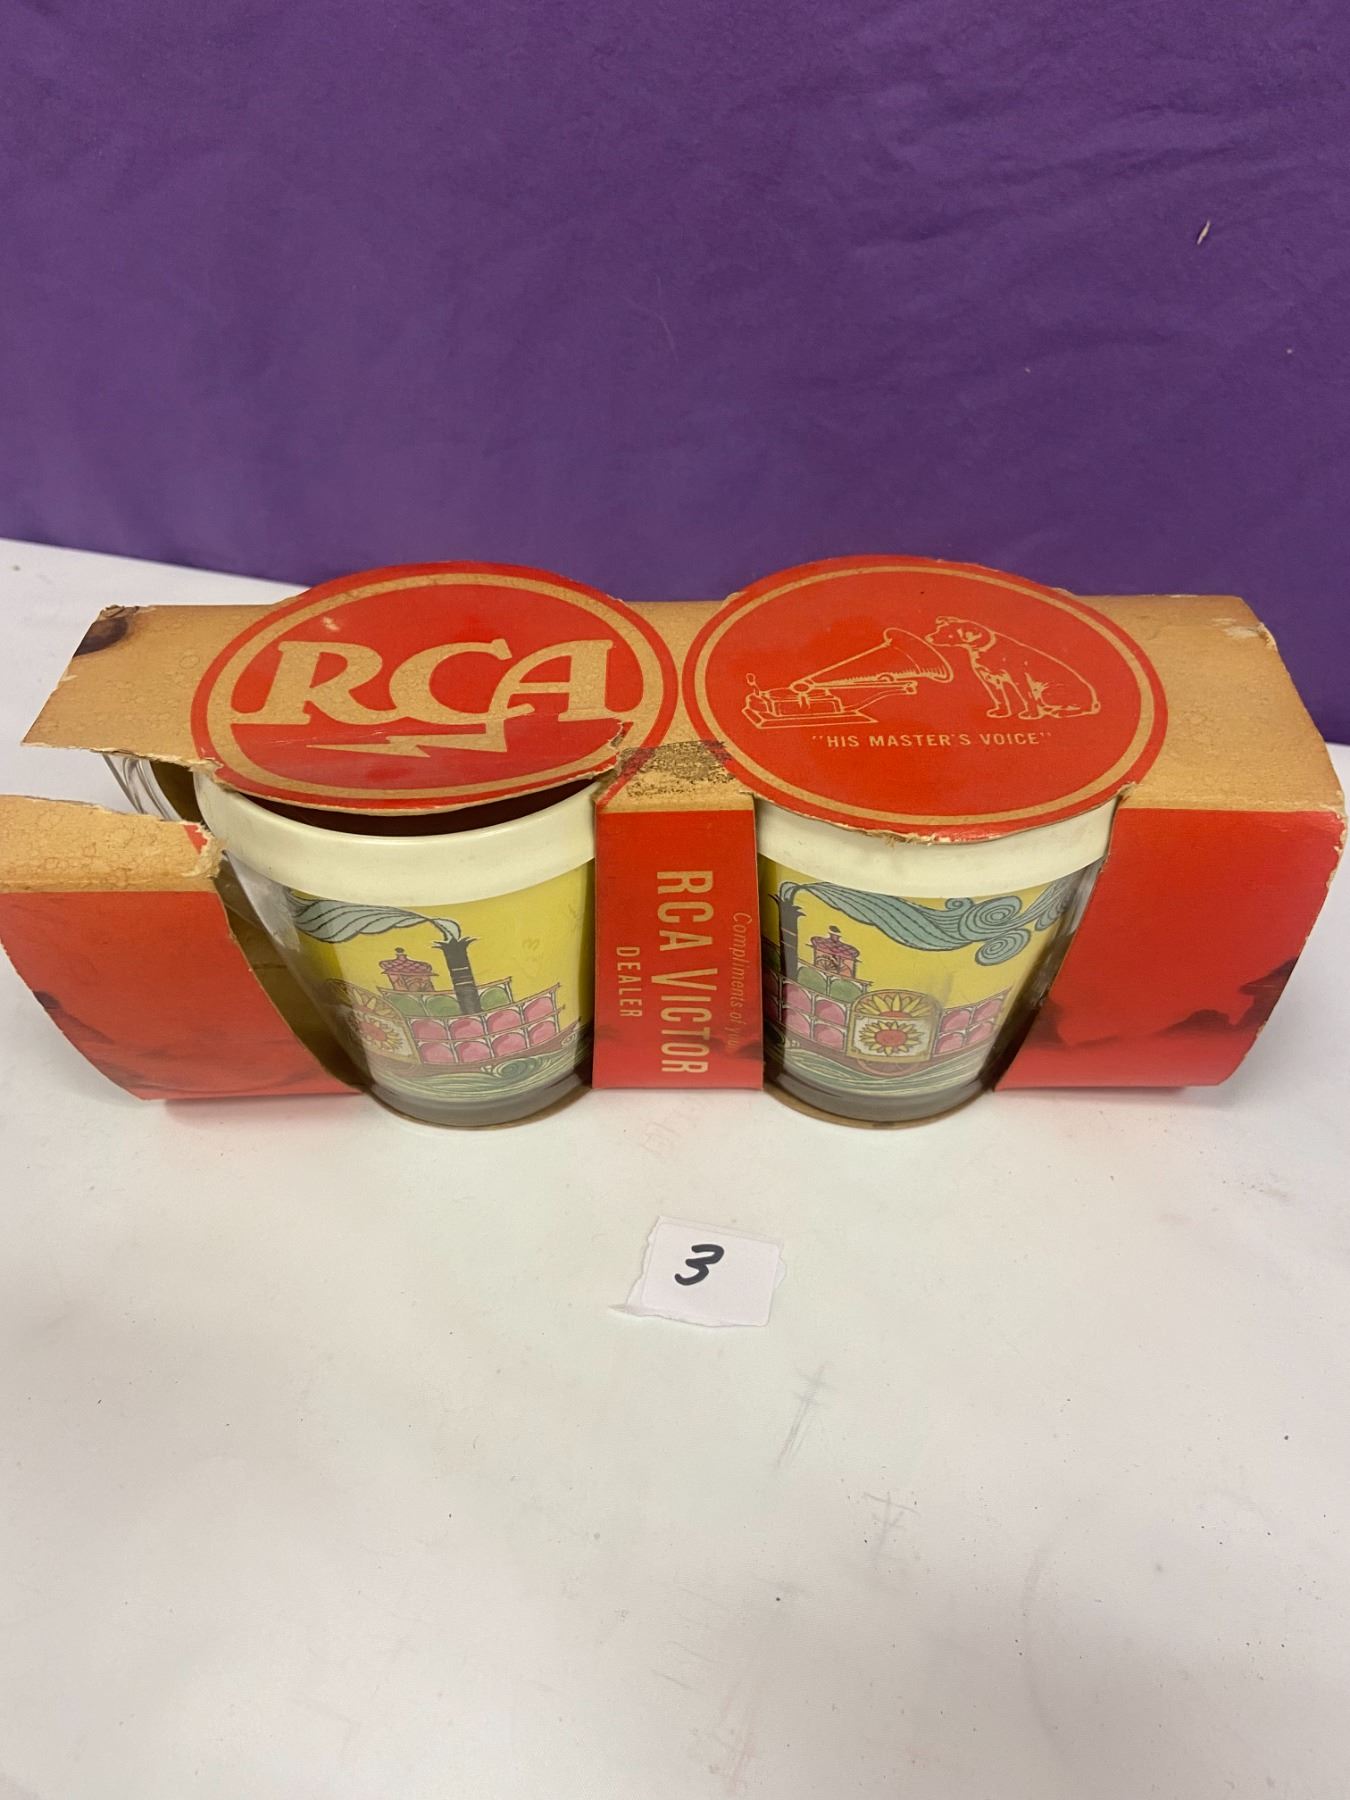 RCA
"HIS MASTER'S VOICE"
Compliments of your
RCA VICTOR
DEALER
3